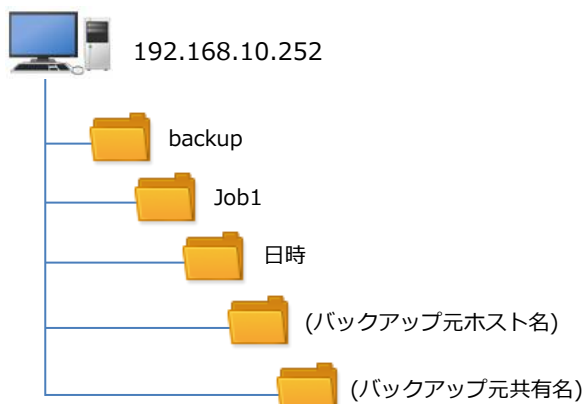 192.168.10.252
backup
Job1
日時
(バックアップ元ホスト名)
(バックアップ元共有名)